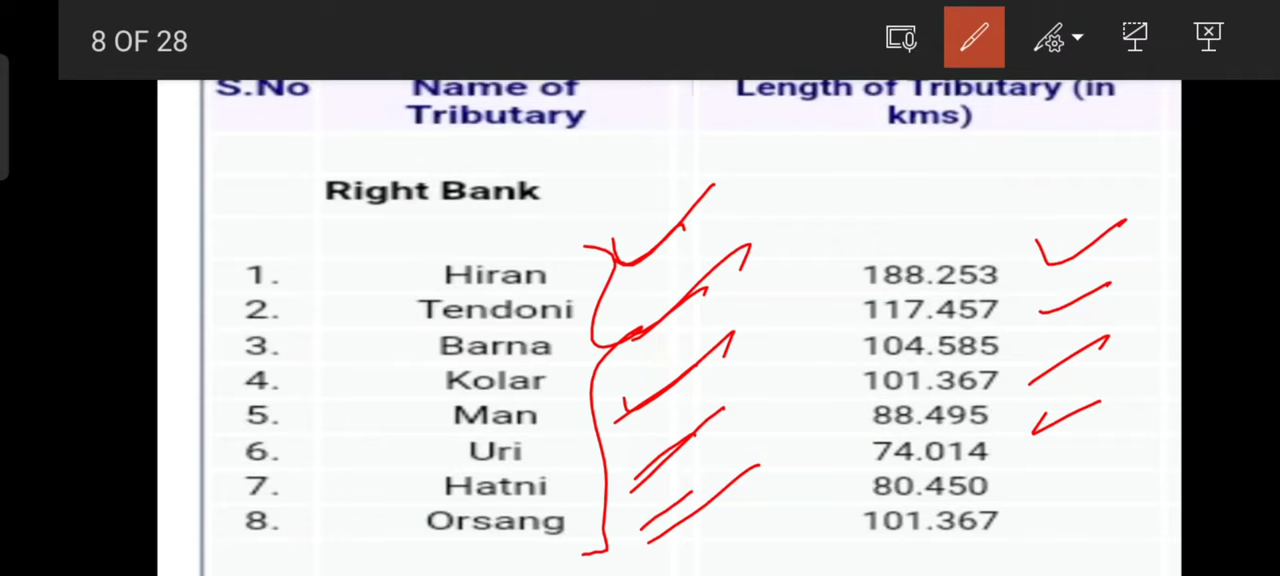 8 OF 28
S.No Name of Tributary Length of Tributary (in kms)
Right Bank
1. Hiran 188.253
2. Tendoni 117.457
3. Barna 104.585
4. Kolar 101.367
5. Man 88.495
6. Uri 74.014
7. Hatni 80.450
8. Orsang 101.367